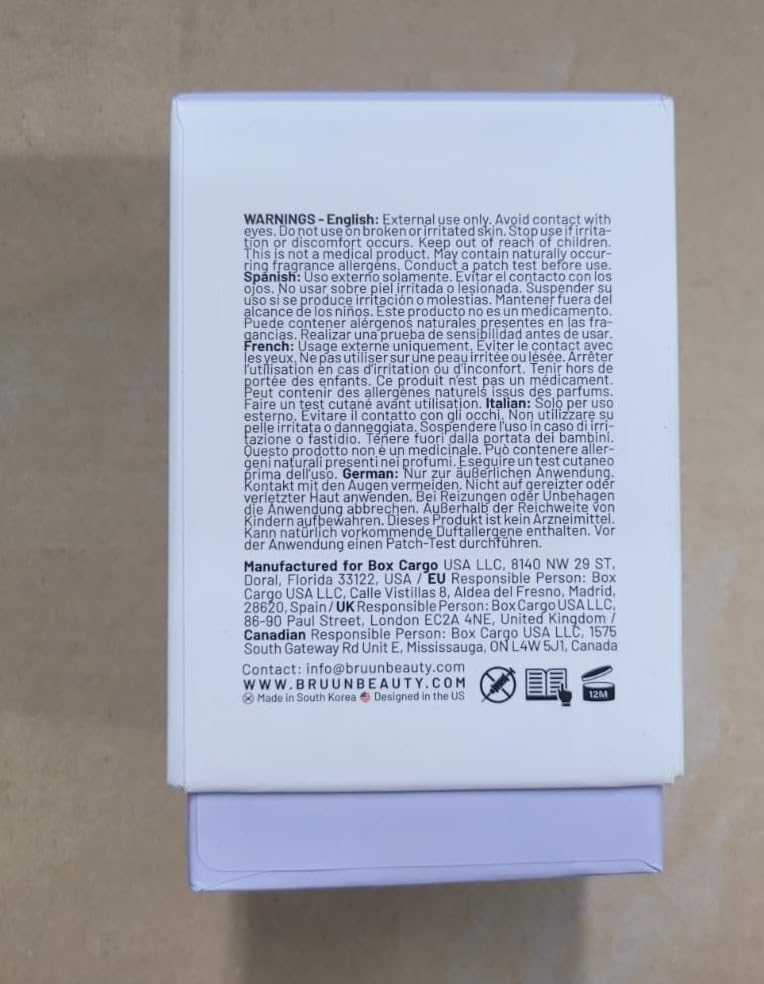 WARNINGS - English: External use only. Avoid contact with
eyes. Do not use on broken or irritated skin. Stop use if irrita-
tion or discomfort occurs. Keep out of reach of children.
This is not a medical product. May contain naturally occur-
ring fragrance allergens. Conduct a patch test before use.
Spanish: Uso externo solamente. Evitar el contacto con los
ojos. No usar sobre piel irritada o lesionada. Suspender su
uso si se produce irritación o molestias. Mantener fuera del
alcance de los niños. Este producto no es un medicamento.
Puede contener alérgenos naturales presentes en las fra-
gancias. Realizar una prueba de sensibilidad antes de usar.
French: Usage externe uniquement. Éviter le contact avec
les yeux. Ne pas utiliser sur une peau irritée ou lésée. Arrêter
l'utilisation en cas d'irritation ou d'inconfort. Tenir hors de
portée des enfants. Ce produit n'est pas un médicament.
Peut contenir des allergènes naturels issus des parfums.
Faire un test cutané avant utilisation. Italian: Solo per uso
esterno. Evitare il contatto con gli occhi. Non utilizzare su
pelle irritata o danneggiata. Sospendere l'uso in caso di irri-
tazione o fastidio. Tenere fuori dalla portata dei bambini.
Questo prodotto non è un medicinale. Può contenere aller-
geni naturali presenti nei profumi. Eseguire un test cutaneo
prima dell'uso. German: Nur zur äußerlichen Anwendung.
Kontakt mit den Augen vermeiden. Nicht auf gereizter oder
verletzter Haut anwenden. Bei Reizungen oder Unbehagen
die Anwendung abbrechen. Außerhalb der Reichweite von
Kindern aufbewahren. Dieses Produkt ist kein Arzneimittel.
Kann natürlich vorkommende Duftallergene enthalten. Vor
der Anwendung einen Patch-Test durchführen.
Manufactured for Box Cargo USA LLC, 8140 NW 29 ST,
Doral, Florida 33122, USA / EU Responsible Person: Box
Cargo USA LLC, Calle Vistillas 8, Aldea del Fresno, Madrid,
28620, Spain / UK Responsible Person: Box Cargo USA LLC,
86-90 Paul Street, London EC2A 4NE, United Kingdom /
Canadian Responsible Person: Box Cargo USA LLC, 1575
South Gateway Rd Unit E, Mississauga, ON L4W 5J1, Canada
Contact: info@bruunbeauty.com
WWW.BRUUNBEAUTY.COM
Made in South Korea Designed in the US
12M